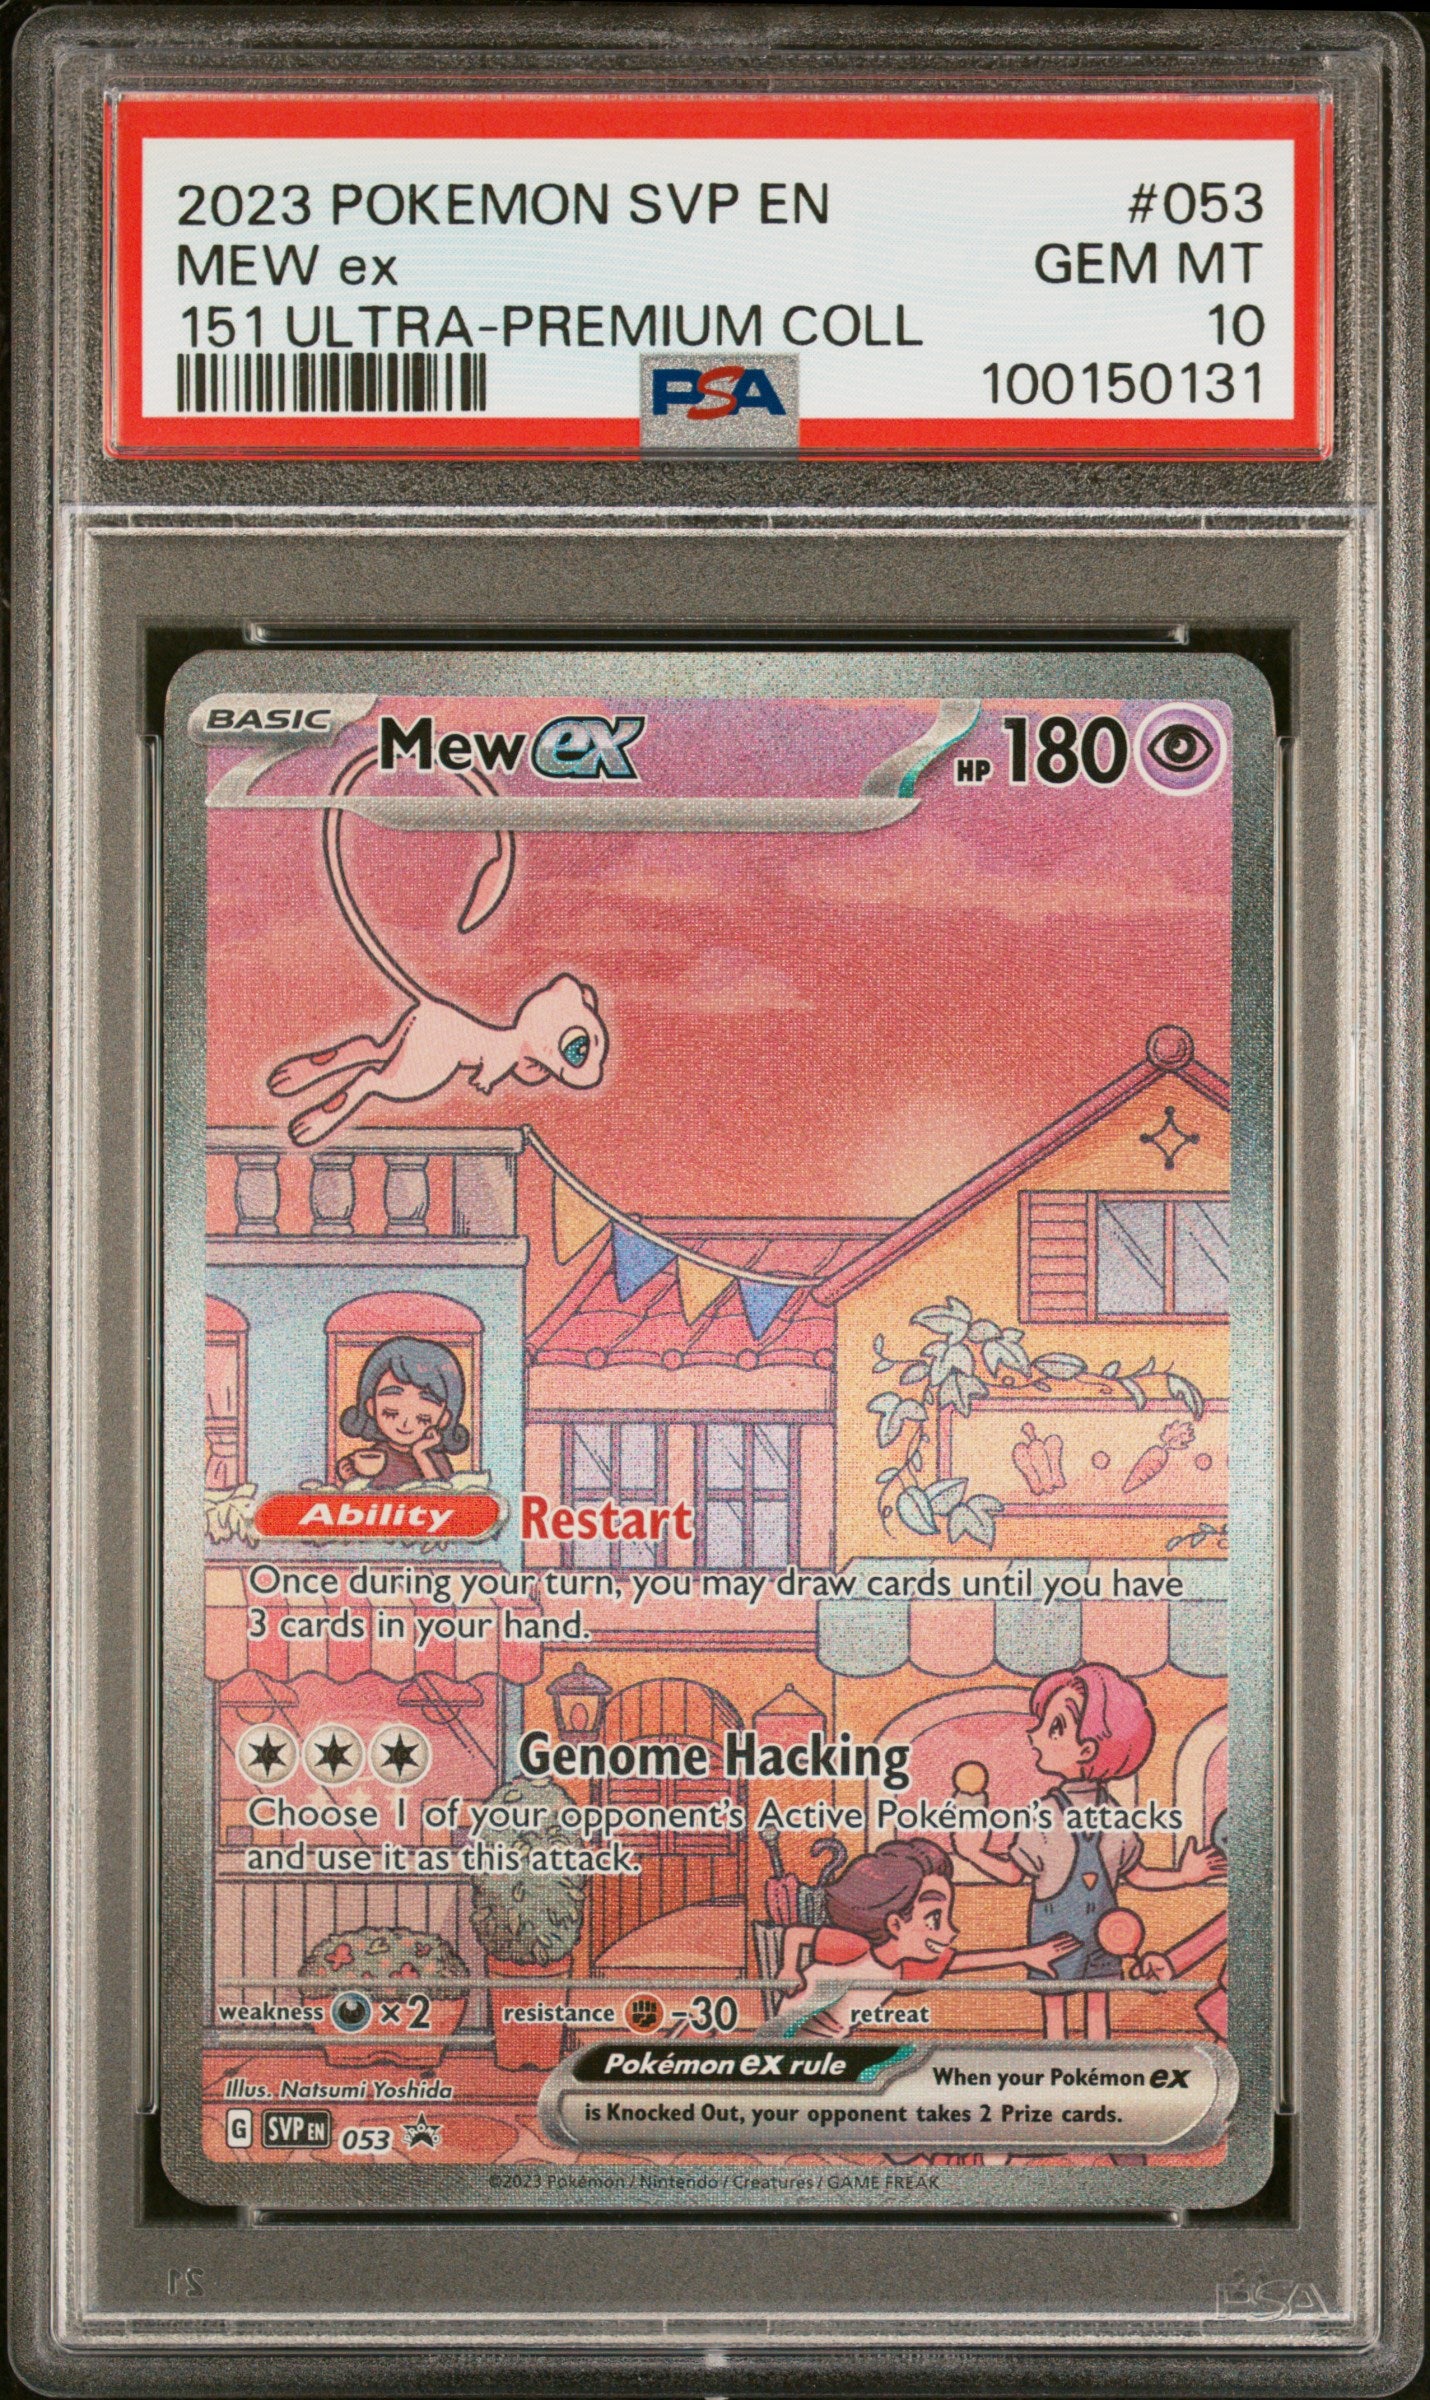 2023 POKEMON SVP EN #053
MEW ex GEM MT
151 ULTRA-PREMIUM COLL 10
PSA 100150131
BASIC Mew ex HP 180
Ability Restart
Once during your turn, you may draw cards until you have
3 cards in your hand.
Genome Hacking
Choose 1 of your opponent's Active Pokémon's attacks
and use it as this attack.
weakness ×2 resistance -30 retreat
Pokémon ex rule When your Pokémon ex
is Knocked Out, your opponent takes 2 Prize cards.
Illus. Natsumi Yoshida
G SVP EN 053
©2023 Pokémon / Nintendo / Creatures / GAME FREAK
PSA